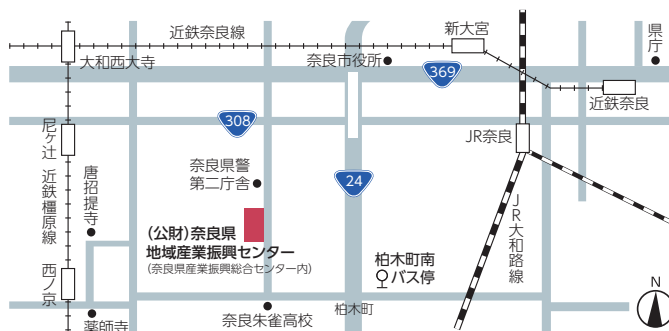 近鉄奈良線
新大宮
県庁
大和西大寺
奈良市役所
369
近鉄奈良
308
尼ヶ辻
JR奈良
奈良県警
第二庁舎
24
唐招提寺
近鉄橿原線
JR大和路線
(公財)奈良県
地域産業振興センター
(奈良県産業振興総合センター内)
柏木町南
バス停
西ノ京
N
柏木町
薬師寺
奈良朱雀高校